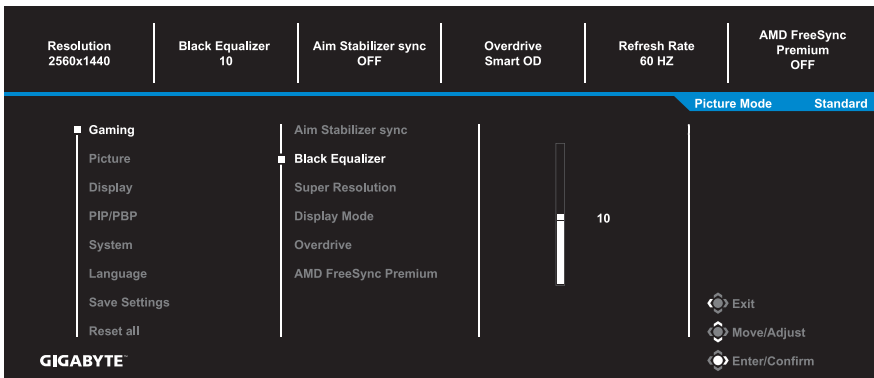 Resolution
2560x1440
Black Equalizer
10
Aim Stabilizer sync
OFF
Overdrive
Smart OD
Refresh Rate
60 HZ
AMD FreeSync
Premium
OFF
Picture Mode Standard
Gaming
Picture
Display
PIP/PBP
System
Language
Save Settings
Reset all
Aim Stabilizer sync
Black Equalizer
Super Resolution
Display Mode
Overdrive
AMD FreeSync Premium
10
Exit
Move/Adjust
Enter/Confirm
GIGABYTE™